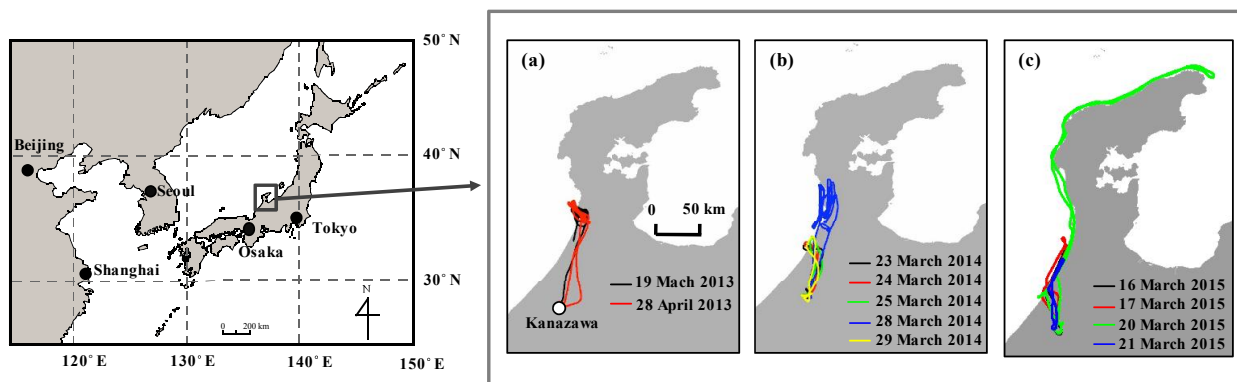 50°N
40°N
30°N
120°E
130°E
140°E
150°E
Beijing
Seoul
Tokyo
Osaka
Shanghai
0 200 km
N
(a)
0 50 km
19 Mach 2013
28 April 2013
Kanazawa
(b)
23 March 2014
24 March 2014
25 March 2014
28 March 2014
29 March 2014
(c)
16 March 2015
17 March 2015
20 March 2015
21 March 2015